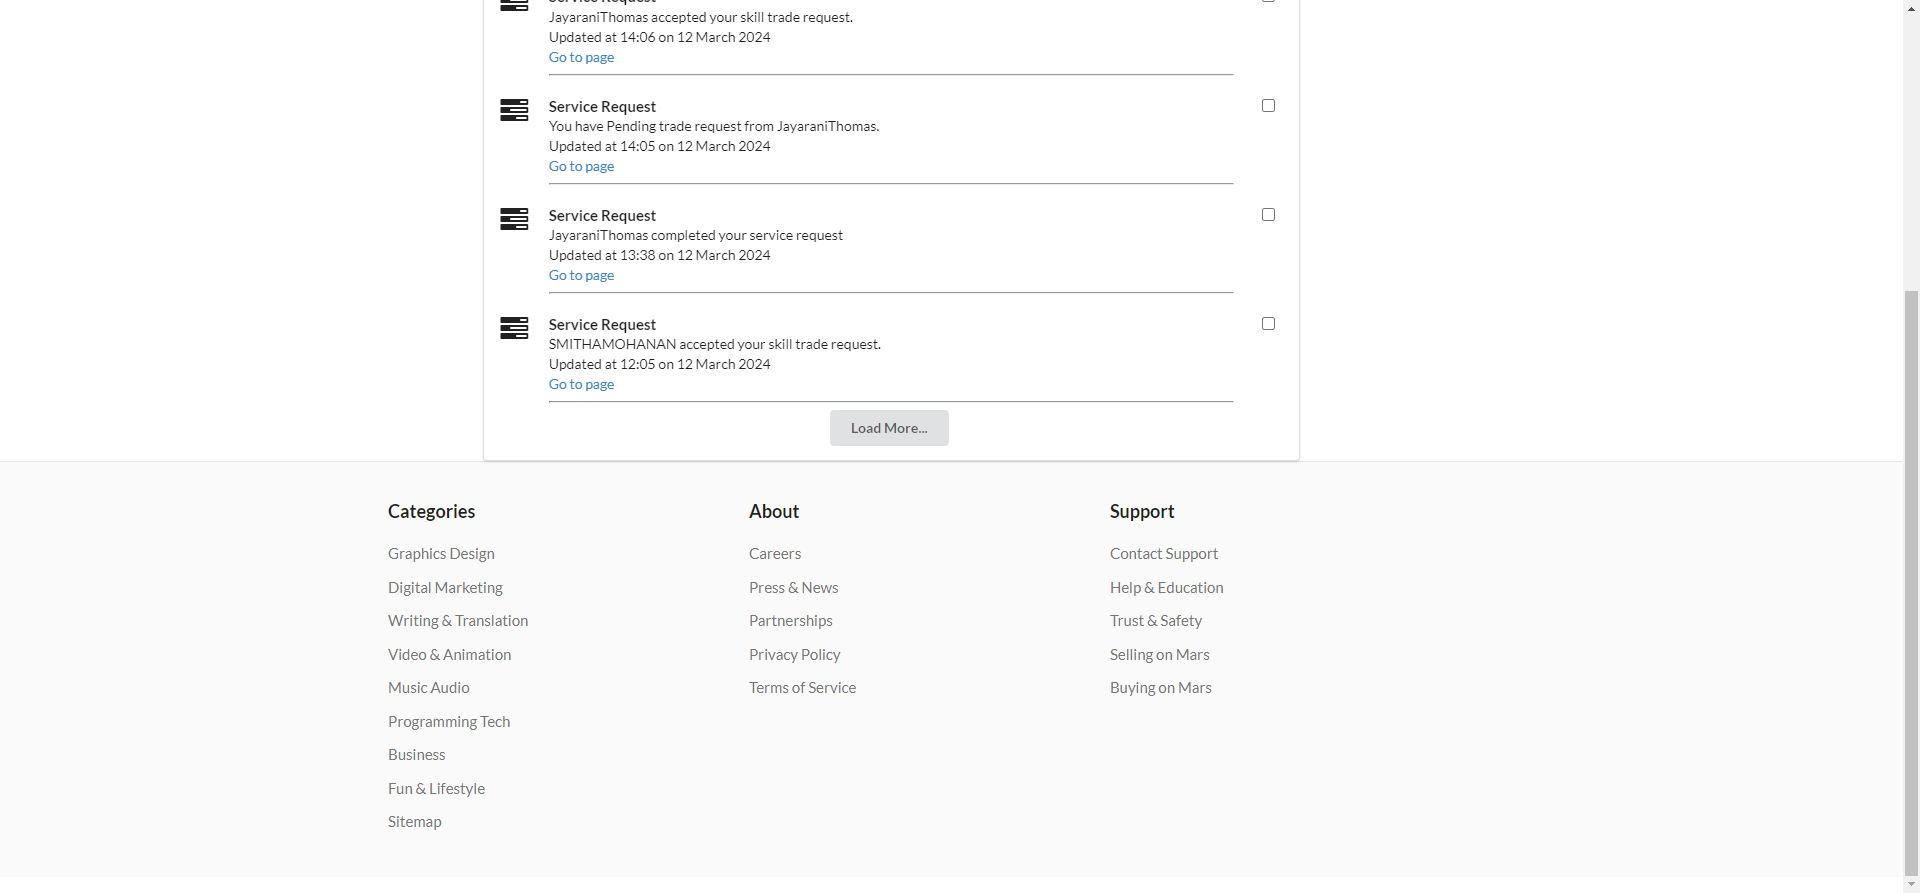 Service Request
JayaraniThomas accepted your skill trade request.
Updated at 14:06 on 12 March 2024
Go to page
Service Request
You have Pending trade request from JayaraniThomas.
Updated at 14:05 on 12 March 2024
Go to page
Service Request
JayaraniThomas completed your service request
Updated at 13:38 on 12 March 2024
Go to page
Service Request
SMITHAMOHANAN accepted your skill trade request.
Updated at 12:05 on 12 March 2024
Go to page
Load More...
Categories
Graphics Design
Digital Marketing
Writing & Translation
Video & Animation
Music Audio
Programming Tech
Business
Fun & Lifestyle
Sitemap
About
Careers
Press & News
Partnerships
Privacy Policy
Terms of Service
Support
Contact Support
Help & Education
Trust & Safety
Selling on Mars
Buying on Mars